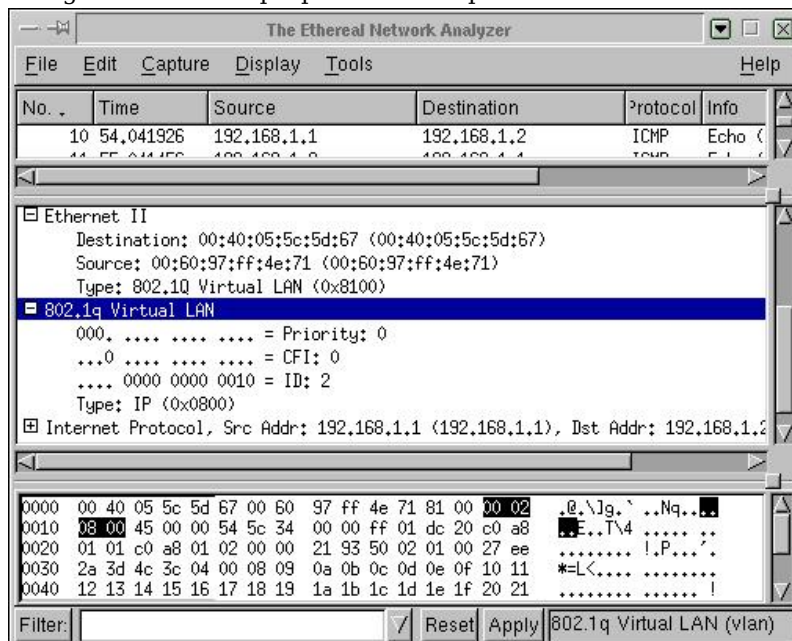 The Ethereal Network Analyzer
File Edit Capture Display Tools Help
No. Time Source Destination Protocol Info
10 54.041926 192.168.1.1 192.168.1.2 ICMP Echo (
Ethernet II
Destination: 00:40:05:5c:5d:67 (00:40:05:5c:5d:67)
Source: 00:60:97:ff:4e:71 (00:60:97:ff:4e:71)
Type: 802.1Q Virtual LAN (0x8100)
802.1q Virtual LAN
000. .... .... .... = Priority: 0
...0 .... .... .... = CFI: 0
.... 0000 0000 0010 = ID: 2
Type: IP (0x0800)
Internet Protocol, Src Addr: 192.168.1.1 (192.168.1.1), Dst Addr: 192.168.1.2
0000 00 40 05 5c 5d 67 00 60 97 ff 4e 71 81 00 00 02 .@.\]g.` ..Nq....
0010 08 00 45 00 00 54 5c 34 00 00 ff 01 dc 20 c0 a8 ..E..T\4 ..... ..
0020 01 01 c0 a8 01 02 00 00 21 93 50 02 01 00 27 ee ........ !.P...'.
0030 2a 3d 4c 3c 04 00 08 09 0a 0b 0c 0d 0e 0f 10 11 *=L<.... ........
0040 12 13 14 15 16 17 18 19 1a 1b 1c 1d 1e 1f 20 21 ........ ...... !
Filter: Reset Apply 802.1q Virtual LAN (vlan)